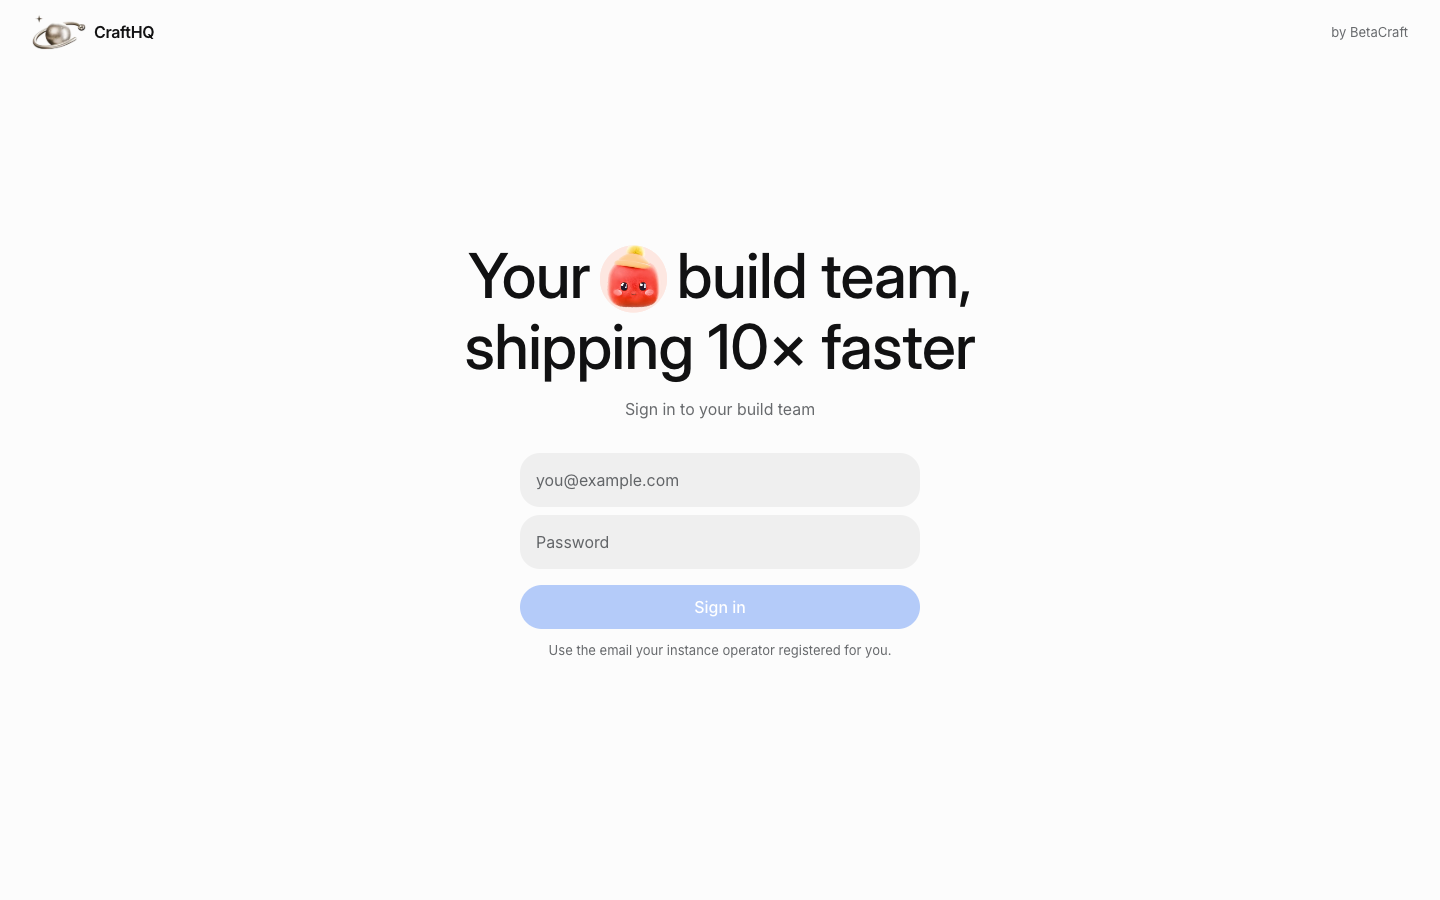 CraftHQ
by BetaCraft
Your build team,
shipping 10× faster
Sign in to your build team
you@example.com
Password
Sign in
Use the email your instance operator registered for you.